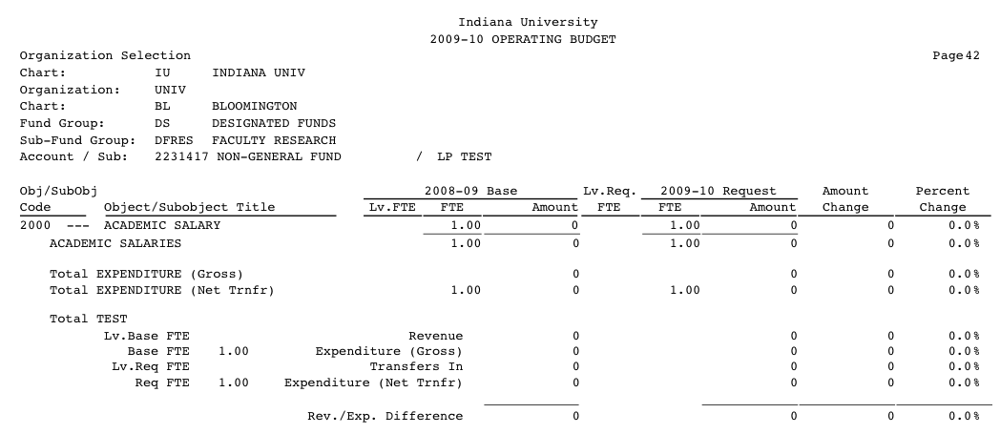 Indiana University
2009-10 OPERATING BUDGET
Organization Selection Page 42
Chart: IU INDIANA UNIV
Organization: UNIV
Chart: BL BLOOMINGTON
Fund Group: DS DESIGNATED FUNDS
Sub-Fund Group: DFRES FACULTY RESEARCH
Account / Sub: 2231417 NON-GENERAL FUND / LP TEST
Obj/SubObj 2008-09 Base Lv.Req. 2009-10 Request Amount Percent
Code Object/Subobject Title Lv.FTE FTE Amount FTE FTE Amount Change Change
2000 --- ACADEMIC SALARY 1.00 0 1.00 0 0 0.0%
ACADEMIC SALARIES 1.00 0 1.00 0 0 0.0%
Total EXPENDITURE (Gross) 0 0 0 0.0%
Total EXPENDITURE (Net Trnfr) 1.00 0 1.00 0 0 0.0%
Total TEST
Lv.Base FTE Revenue 0 0 0 0.0%
Base FTE 1.00 Expenditure (Gross) 0 0 0 0.0%
Lv.Req FTE Transfers In 0 0 0 0.0%
Req FTE 1.00 Expenditure (Net Trnfr) 0 0 0 0.0%
Rev./Exp. Difference 0 0 0 0.0%